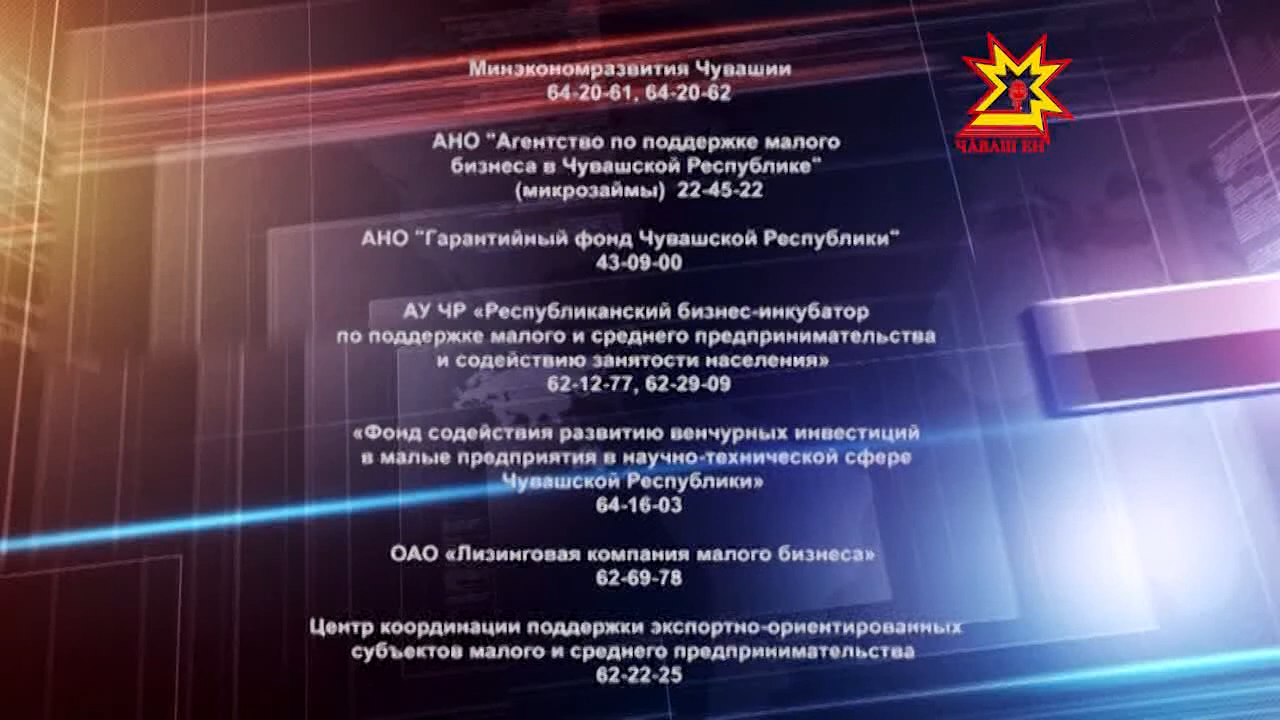 Минэкономразвития Чувашии
64-20-61, 64-20-62
АНО "Агентство по поддержке малого
бизнеса в Чувашской Республике"
(микрозаймы) 22-45-22
АНО "Гарантийный фонд Чувашской Республики"
43-09-00
АУ ЧР «Республиканский бизнес-инкубатор
по поддержке малого и среднего предпринимательства
и содействию занятости населения»
62-12-77, 62-29-09
«Фонд содействия развитию венчурных инвестиций
в малые предприятия в научно-технической сфере
Чувашской Республики»
64-16-03
ОАО «Лизинговая компания малого бизнеса»
62-69-78
Центр координации поддержки экспортно-ориентированных
субъектов малого и среднего предпринимательства
62-22-25
ЧӐВАШ ЕН